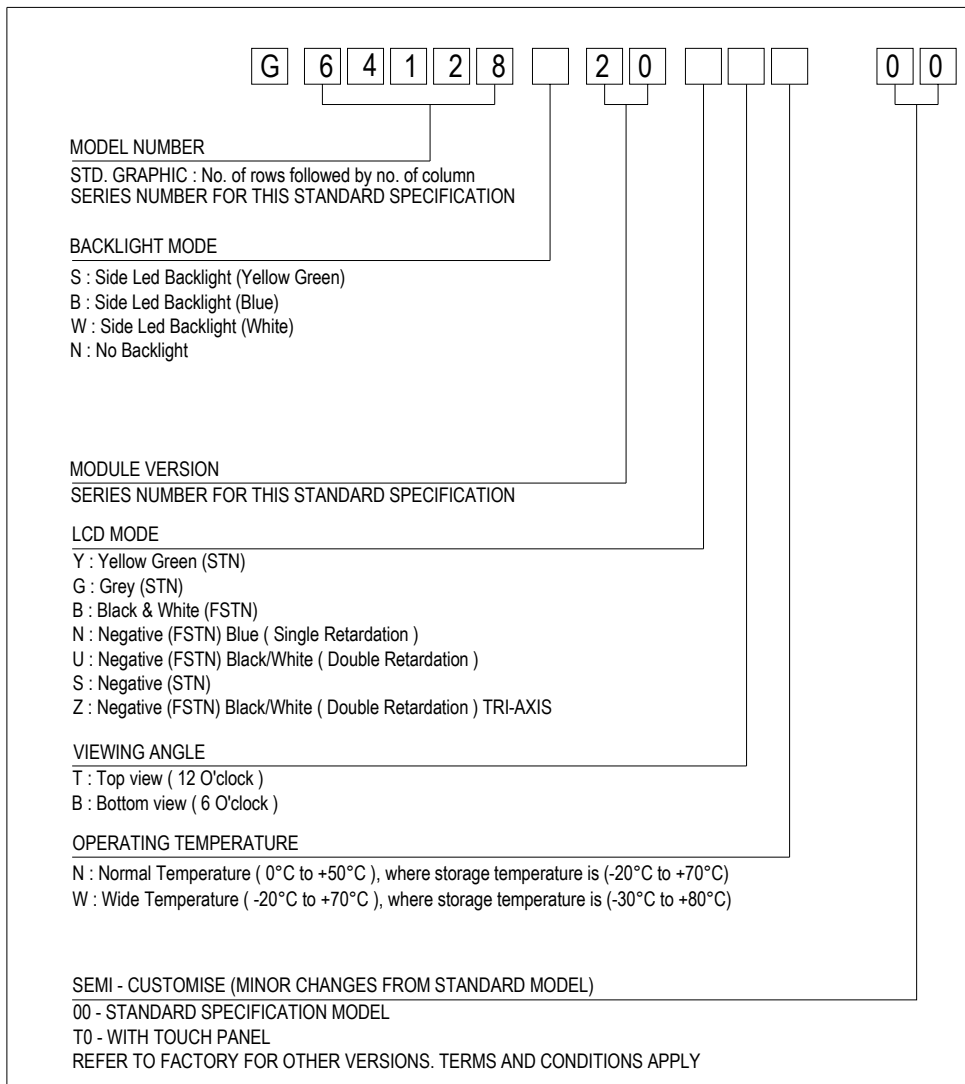 G 6 4 1 2 8 2 0 0 0
MODEL NUMBER
STD. GRAPHIC : No. of rows followed by no. of column
SERIES NUMBER FOR THIS STANDARD SPECIFICATION
BACKLIGHT MODE
S : Side Led Backlight (Yellow Green)
B : Side Led Backlight (Blue)
W : Side Led Backlight (White)
N : No Backlight
MODULE VERSION
SERIES NUMBER FOR THIS STANDARD SPECIFICATION
LCD MODE
Y : Yellow Green (STN)
G : Grey (STN)
B : Black & White (FSTN)
N : Negative (FSTN) Blue ( Single Retardation )
U : Negative (FSTN) Black/White ( Double Retardation )
S : Negative (STN)
Z : Negative (FSTN) Black/White ( Double Retardation ) TRI-AXIS
VIEWING ANGLE
T : Top view ( 12 O'clock )
B : Bottom view ( 6 O'clock )
OPERATING TEMPERATURE
N : Normal Temperature ( 0°C to +50°C ), where storage temperature is (-20°C to +70°C)
W : Wide Temperature ( -20°C to +70°C ), where storage temperature is (-30°C to +80°C)
SEMI - CUSTOMISE (MINOR CHANGES FROM STANDARD MODEL)
00 - STANDARD SPECIFICATION MODEL
T0 - WITH TOUCH PANEL
REFER TO FACTORY FOR OTHER VERSIONS. TERMS AND CONDITIONS APPLY